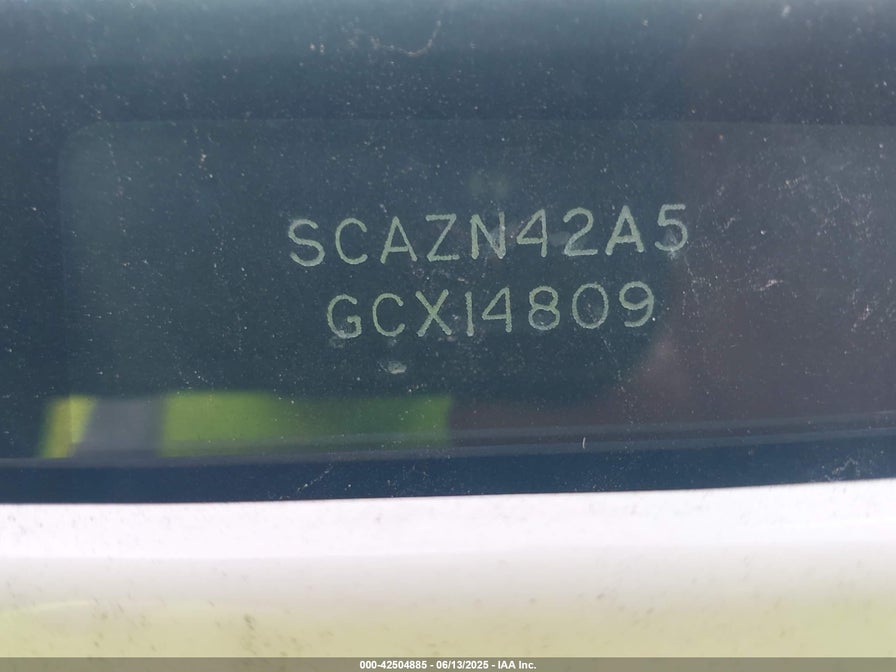 SCAZN42A5
GCX14809
000-42504885 - 06/13/2025 - IAA Inc.